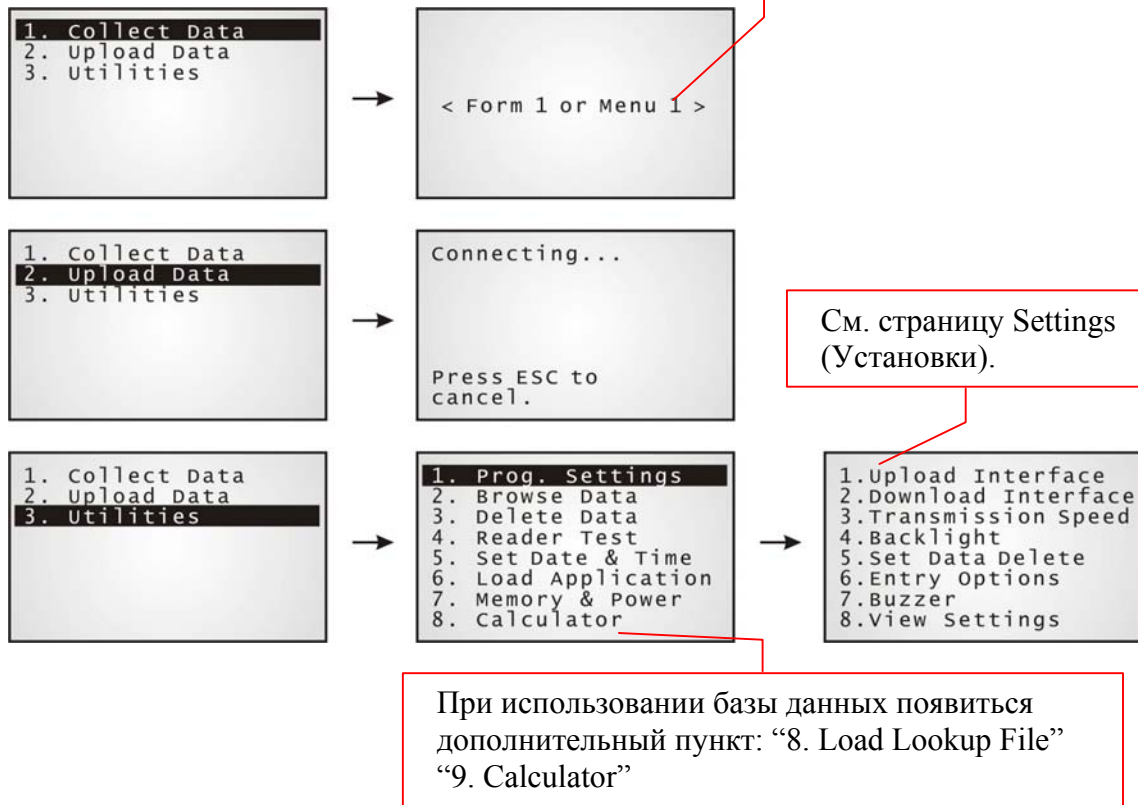 1. Collect Data
2. Upload Data
3. Utilities
< Form 1 or Menu 1 >
1. Collect Data
2. Upload Data
3. Utilities
Connecting...
Press ESC to
cancel.
См. страницу Settings
(Установки).
1. Collect Data
2. Upload Data
3. Utilities
1. Prog. Settings
2. Browse Data
3. Delete Data
4. Reader Test
5. Set Date & Time
6. Load Application
7. Memory & Power
8. Calculator
1.Upload Interface
2.Download Interface
3.Transmission Speed
4.Backlight
5.Set Data Delete
6.Entry Options
7.Buzzer
8.View Settings
При использовании базы данных появиться
дополнительный пункт: “8. Load Lookup File”
“9. Calculator”